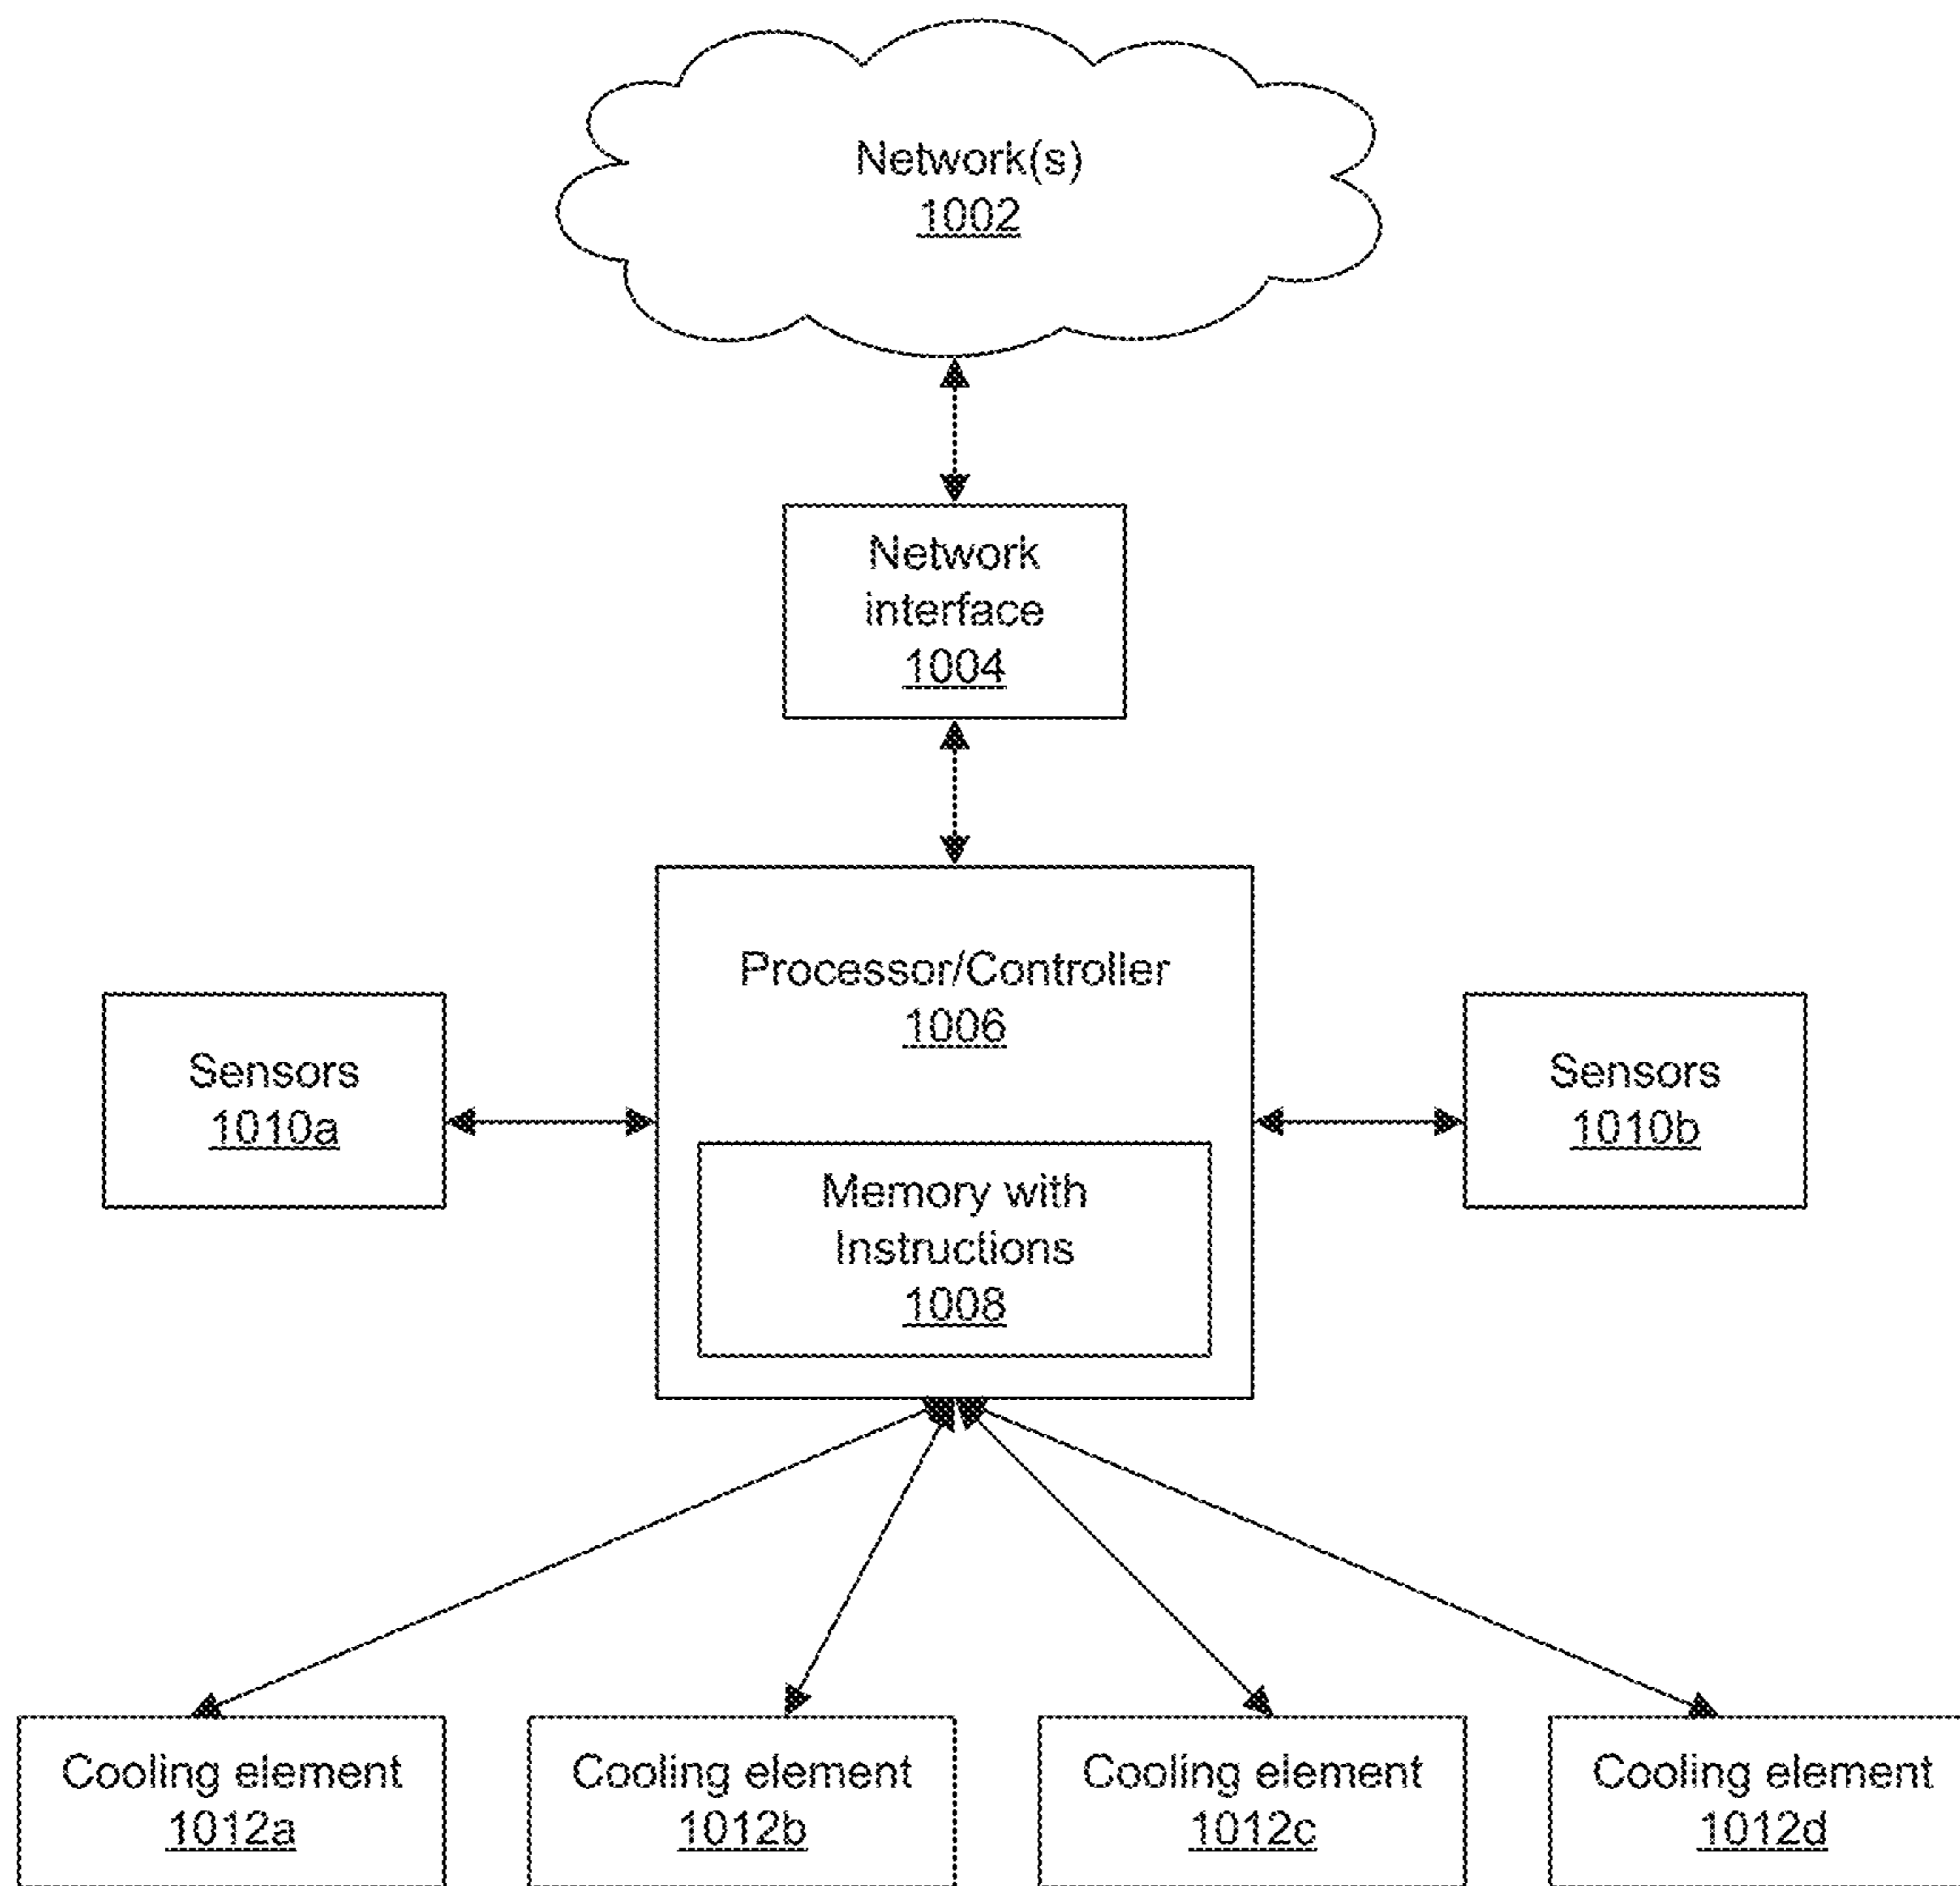 Network(s)
1002
Network
interface
1004
Processor/Controller
1006
Sensors
1010a
Sensors
1010b
Memory with
Instructions
1008
Cooling element
1012a
Cooling element
1012b
Cooling element
1012c
Cooling element
1012d